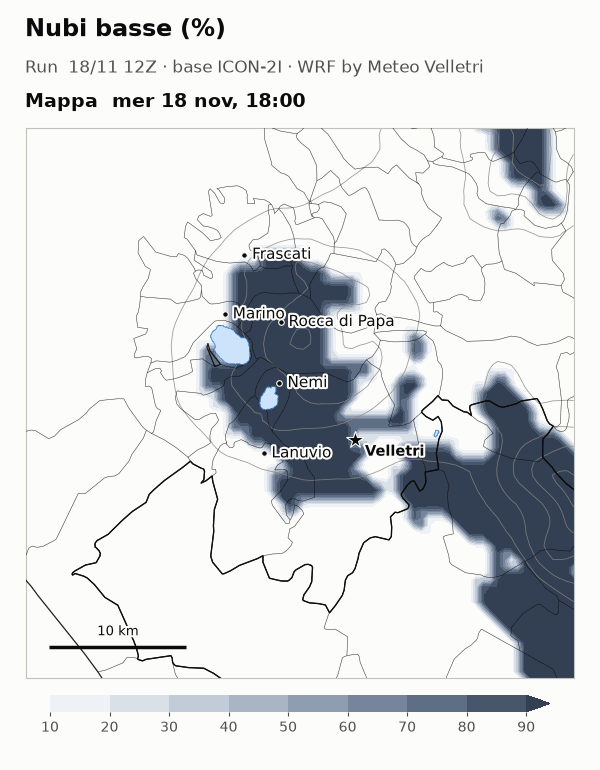 Nubi basse (%)
Run  18/11 12Z · base ICON-2I · WRF by Meteo Velletri
Mappa  mer 18 nov, 18:00
Frascati
Marino
Rocca di Papa
Nemi
Velletri
Lanuvio
10 km
10 20 30 40 50 60 70 80 90